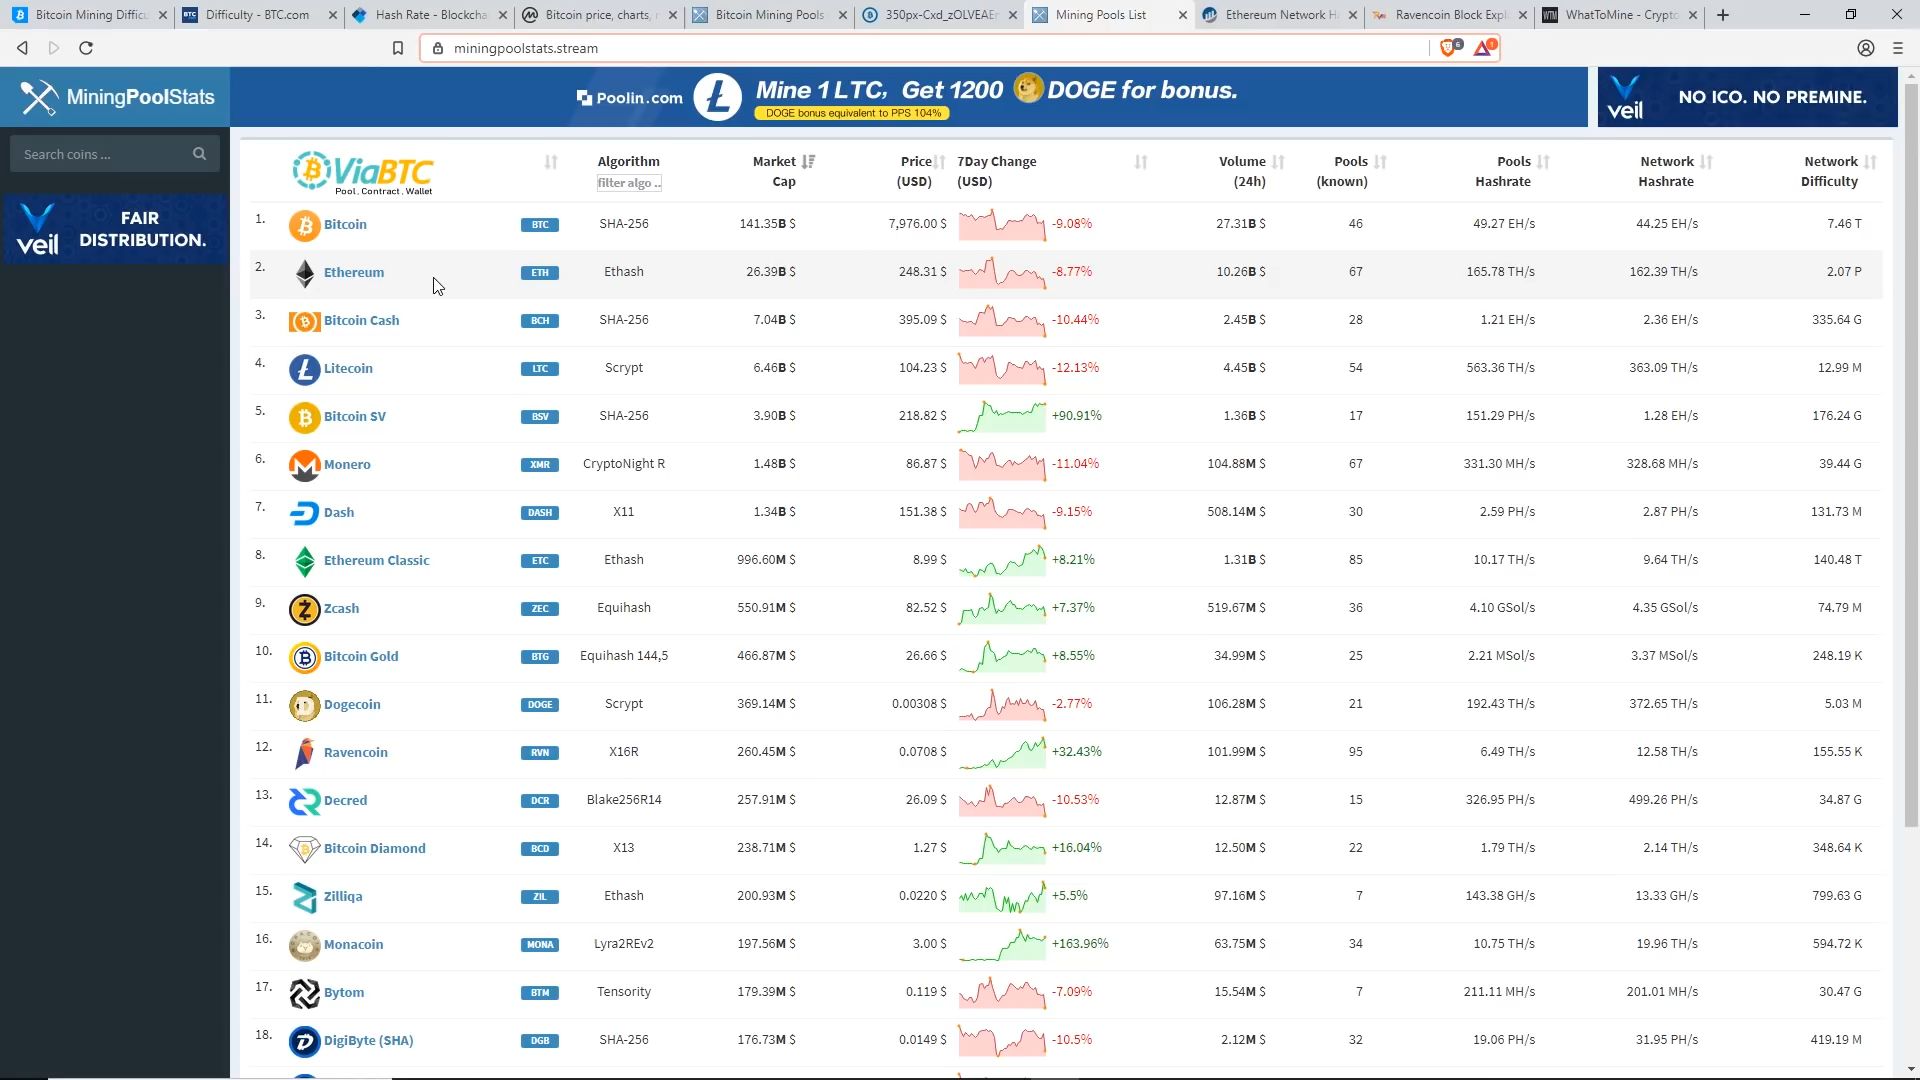 Bitcoin Mining Difficu
Difficulty - BTC.com
Hash Rate - Blockcha
Bitcoin price, charts,
Bitcoin Mining Pools
350px-Cxd_zOLVEAEr
Mining Pools List
Ethereum Network H
Ravencoin Block Expl
WhatToMine - Crypto
miningpoolstats.stream
MiningPoolStats
Poolin.com
Mine 1 LTC, Get 1200 DOGE for bonus.
DOGE bonus equivalent to PPS 104%
veil
NO ICO. NO PREMINE.
Search coins ...
veil
FAIR
DISTRIBUTION.
ViaBTC
Pool . Contract . Wallet
Algorithm
filter algo ..
Market
Cap
Price
(USD)
7Day Change
(USD)
Volume
(24h)
Pools
(known)
Pools
Hashrate
Network
Hashrate
Network
Difficulty
1. Bitcoin BTC SHA-256 141.35B $ 7,976.00 $ -9.08% 27.31B $ 46 49.27 EH/s 44.25 EH/s 7.46 T
2. Ethereum ETH Ethash 26.39B $ 248.31 $ -8.77% 10.26B $ 67 165.78 TH/s 162.39 TH/s 2.07 P
3. Bitcoin Cash BCH SHA-256 7.04B $ 395.09 $ -10.44% 2.45B $ 28 1.21 EH/s 2.36 EH/s 335.64 G
4. Litecoin LTC Scrypt 6.46B $ 104.23 $ -12.13% 4.45B $ 54 563.36 TH/s 363.09 TH/s 12.99 M
5. Bitcoin SV BSV SHA-256 3.90B $ 218.82 $ +90.91% 1.36B $ 17 151.29 PH/s 1.28 EH/s 176.24 G
6. Monero XMR CryptoNight R 1.48B $ 86.87 $ -11.04% 104.88M $ 67 331.30 MH/s 328.68 MH/s 39.44 G
7. Dash DASH X11 1.34B $ 151.38 $ -9.15% 508.14M $ 30 2.59 PH/s 2.87 PH/s 131.73 M
8. Ethereum Classic ETC Ethash 996.60M $ 8.99 $ +8.21% 1.31B $ 85 10.17 TH/s 9.64 TH/s 140.48 T
9. Zcash ZEC Equihash 550.91M $ 82.52 $ +7.37% 519.67M $ 36 4.10 GSol/s 4.35 GSol/s 74.79 M
10. Bitcoin Gold BTG Equihash 144,5 466.87M $ 26.66 $ +8.55% 34.99M $ 25 2.21 MSol/s 3.37 MSol/s 248.19 K
11. Dogecoin DOGE Scrypt 369.14M $ 0.00308 $ -2.77% 106.28M $ 21 192.43 TH/s 372.65 TH/s 5.03 M
12. Ravencoin RVN X16R 260.45M $ 0.0708 $ +32.43% 101.99M $ 95 6.49 TH/s 12.58 TH/s 155.55 K
13. Decred DCR Blake256R14 257.91M $ 26.09 $ -10.53% 12.87M $ 15 326.95 PH/s 499.26 PH/s 34.87 G
14. Bitcoin Diamond BCD X13 238.71M $ 1.27 $ +16.04% 12.50M $ 22 1.79 TH/s 2.14 TH/s 348.64 K
15. Zilliqa ZIL Ethash 200.93M $ 0.0220 $ +5.5% 97.16M $ 7 143.38 GH/s 13.33 GH/s 799.63 G
16. Monacoin MONA Lyra2REv2 197.56M $ 3.00 $ +163.96% 63.75M $ 34 10.75 TH/s 19.96 TH/s 594.72 K
17. Bytom BTM Tensority 179.39M $ 0.119 $ -7.09% 15.54M $ 7 211.11 MH/s 201.01 MH/s 30.47 G
18. DigiByte (SHA) DGB SHA-256 176.73M $ 0.0149 $ -10.5% 2.12M $ 32 19.06 PH/s 31.95 PH/s 419.19 M